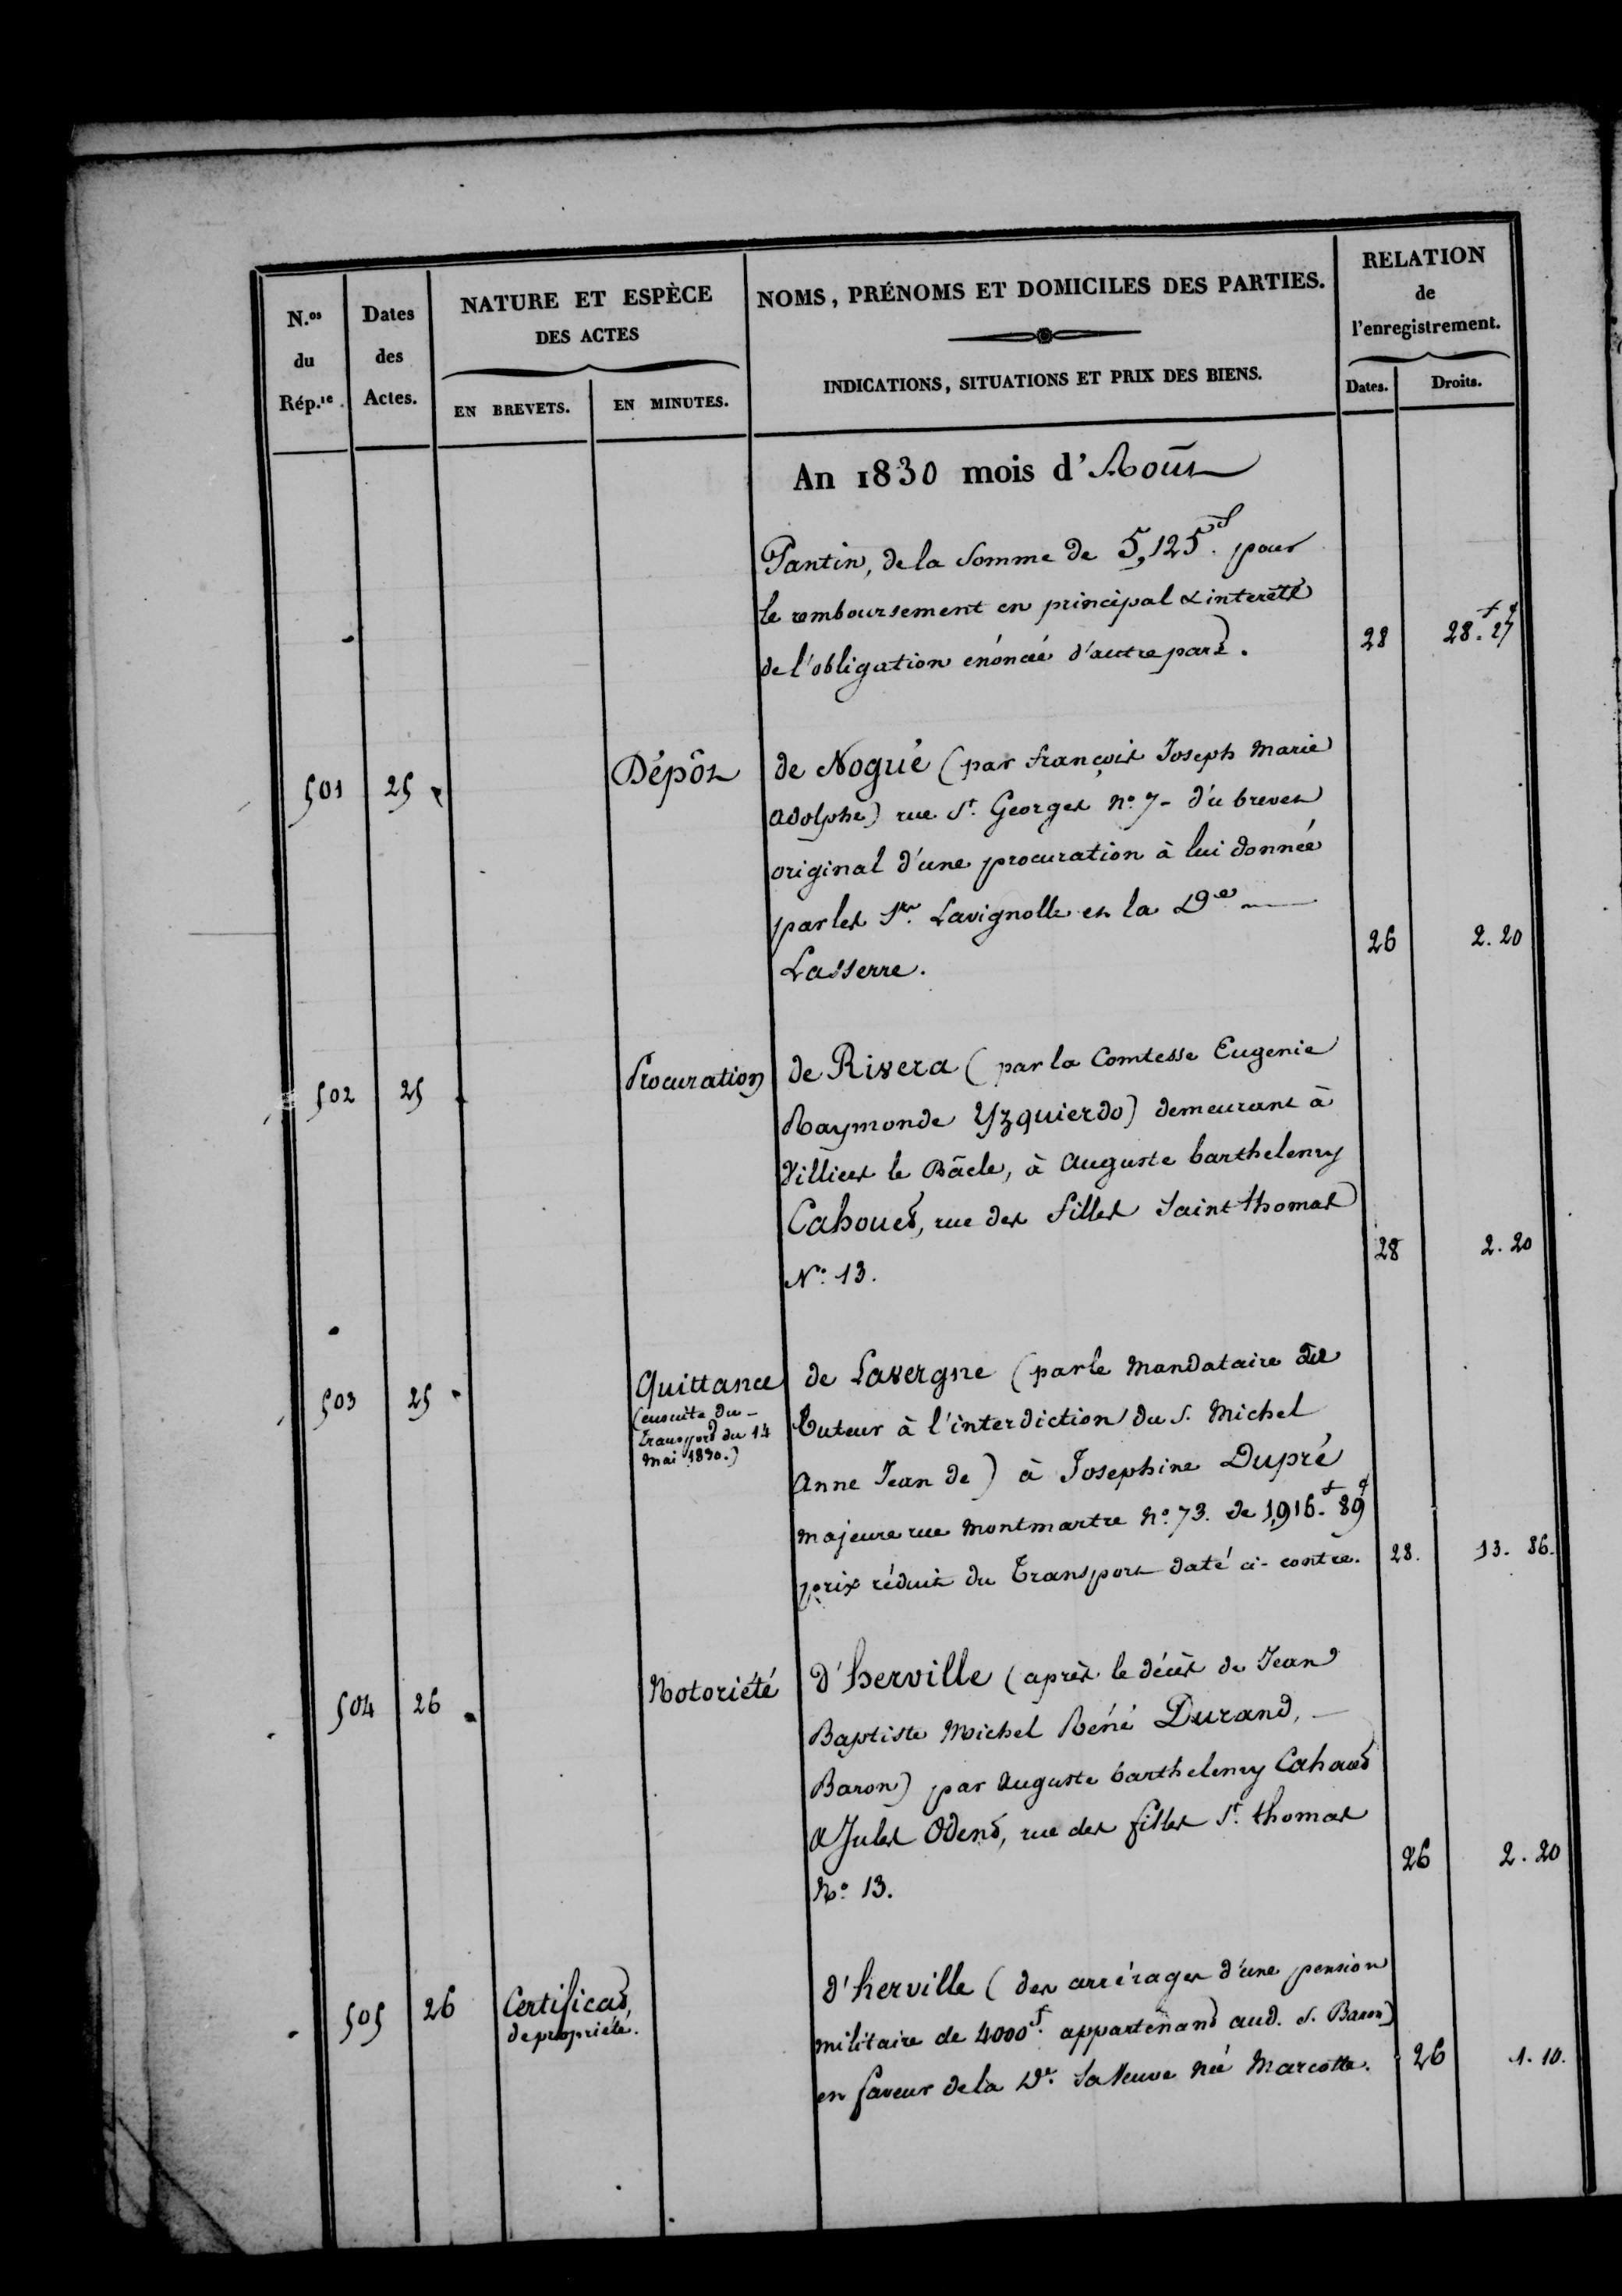 N.os du Rép.re
Dates des Actes.
NATURE ET ESPÈCE DES ACTES
EN BREVETS.
EN MINUTES.
NOMS, PRÉNOMS ET DOMICILES DES PARTIES.
INDICATIONS, SITUATIONS ET PRIX DES BIENS.
RELATION de l'enregistrement.
Dates.
Droits.
An 1830 mois d'Août
Pantin, de la somme de 5,125.f pour
le remboursement en principal & interêts
de l'obligation énoncée d'autre part. 28 28.f 27c
501 25 Dépôt de Nogué (par françois Joseph Marie
adolphe) rue St. Georges No. 7 - du brevet
original d'une procuration à lui donnée
par les Srs. Lavignolle et la De
Lasserre. 26 2.20
502 25 Procuration de Rivera (par la Comtesse Eugenie
Raymonde Yzquierdo) demeurant à
Villiers le Bâcle, à Auguste barthelemy
Cahouet, rue des filles Saint thomas
No. 13. 28 2.20
503 25 Quittance de Lavergne (par le Mandataire du
(ensuite du - transport du 14 mai 1830.)
tuteur à l'interdiction du S. Michel
anne Jean de) à Josephine Dupré
majeure rue montmartre No. 73. de 1,916.f 89c
prix réduit du transport daté ci-contre. 28. 13. 86.
504 26 Notoriété d'herville (après le décès de Jean
Baptiste Michel Réné Durand, -
Baron) par Auguste barthelemy Cahouet
& Jules Odent, rue des filles St. thomas
No. 13. 26 2.20
505 26 Certificat de propriété. d'herville (des arrérages d'une pension
militaire de 4000f. appartenant aud. S. Baron)
en faveur de la De. sa Veuve née Marcotte. 26 1.10.